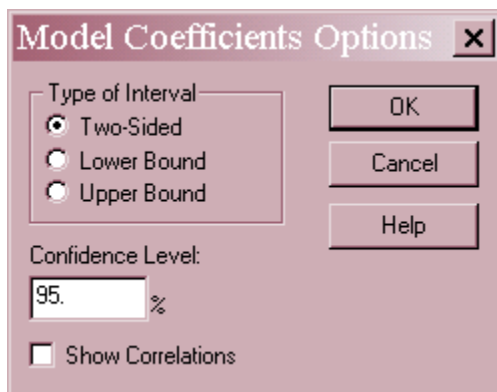 Model Coefficients Options
Type of Interval
Two-Sided
Lower Bound
Upper Bound
OK
Cancel
Help
Confidence Level:
95.
%
Show Correlations